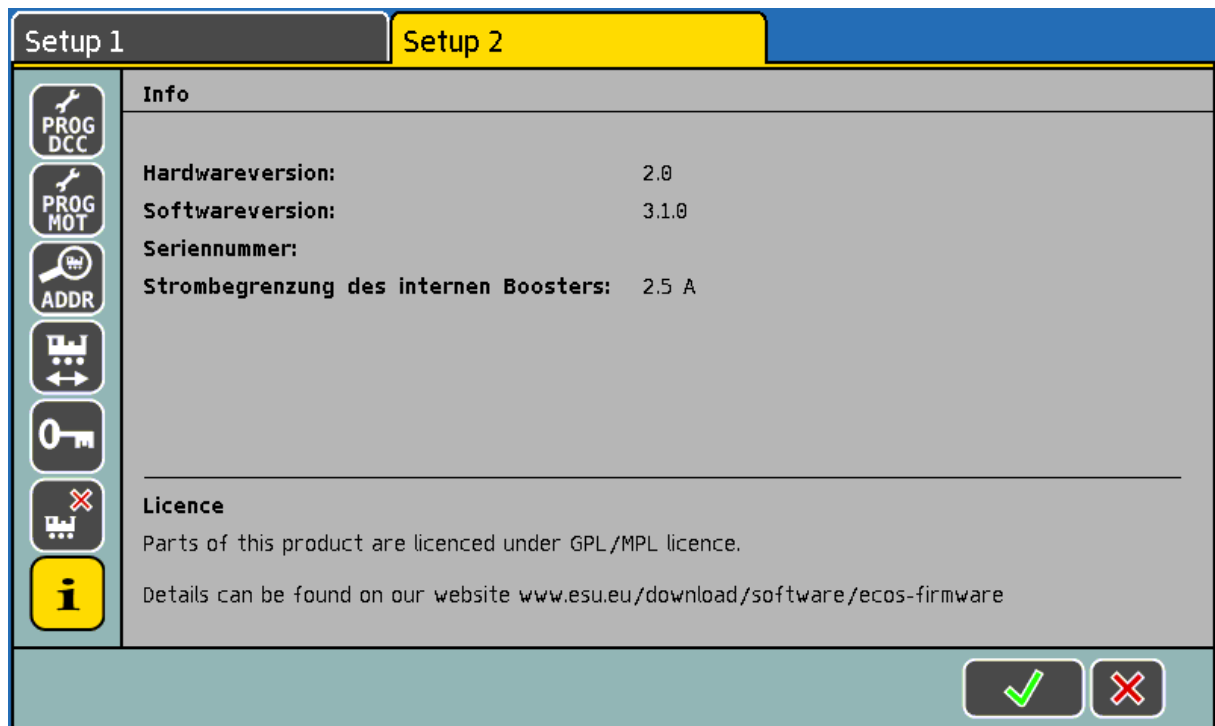 Setup 1
Setup 2
PROG
DCC
PROG
MOT
ADDR
i
Info
Hardwareversion: 2.0
Softwareversion: 3.1.0
Seriennummer:
Strombegrenzung des internen Boosters: 2.5 A
Licence
Parts of this product are licenced under GPL/MPL licence.
Details can be found on our website www.esu.eu/download/software/ecos-firmware